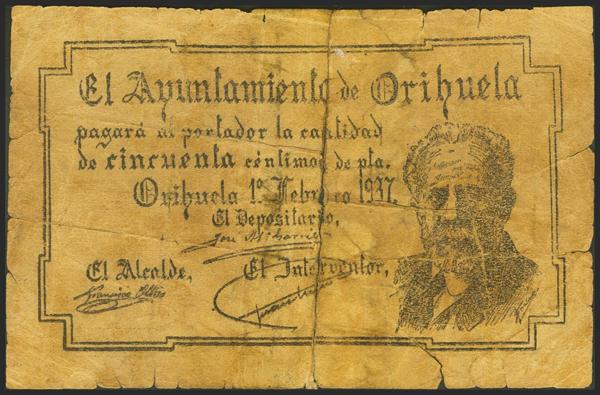 El Ayuntamiento de Orihuela
pagará al portador la cantidad
de cincuenta céntimos de pta.
Orihuela 1º Febrero 1937.
El Depositario,
El Alcalde, El Interventor,
Francisco